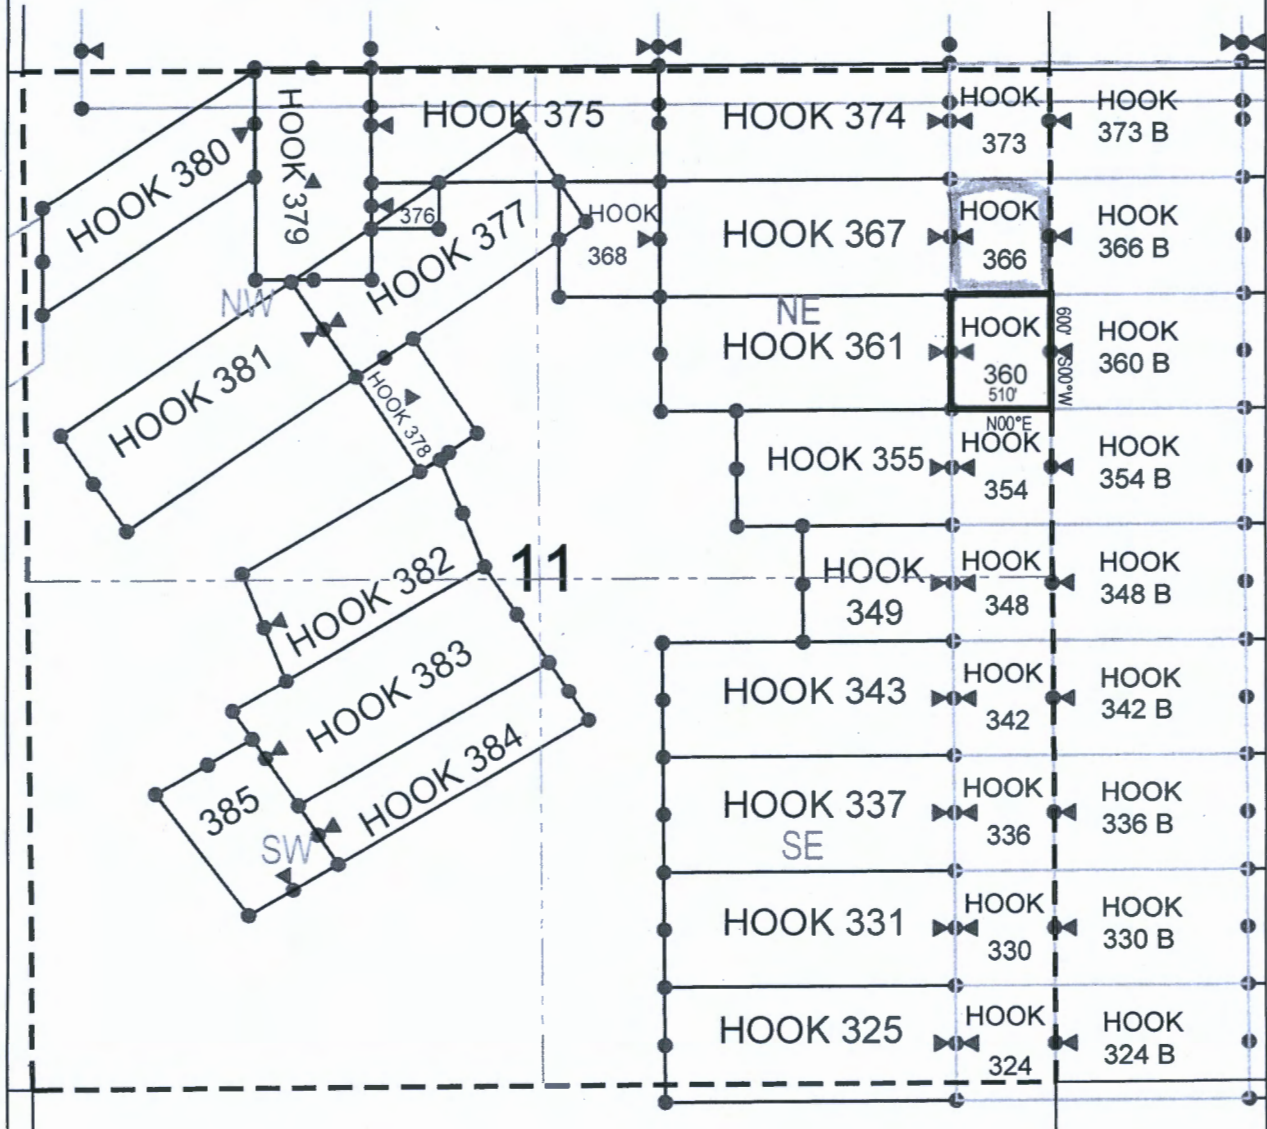 HOOK 375
HOOK 374
HOOK
373
HOOK
373 B
HOOK 380
HOOK 379
376
HOOK 377
HOOK
368
HOOK 367
HOOK
366
HOOK
366 B
NW
NE
HOOK 381
HOOK 378
HOOK 361
HOOK
360
510'
600'
S00°W
HOOK
360 B
N00°E
HOOK 355
HOOK
354
HOOK
354 B
11
HOOK 382
HOOK
349
HOOK
348
HOOK
348 B
HOOK 383
HOOK 343
HOOK
342
HOOK
342 B
HOOK 384
385
SW
HOOK 337
SE
HOOK
336
HOOK
336 B
HOOK 331
HOOK
330
HOOK
330 B
HOOK 325
HOOK
324
HOOK
324 B